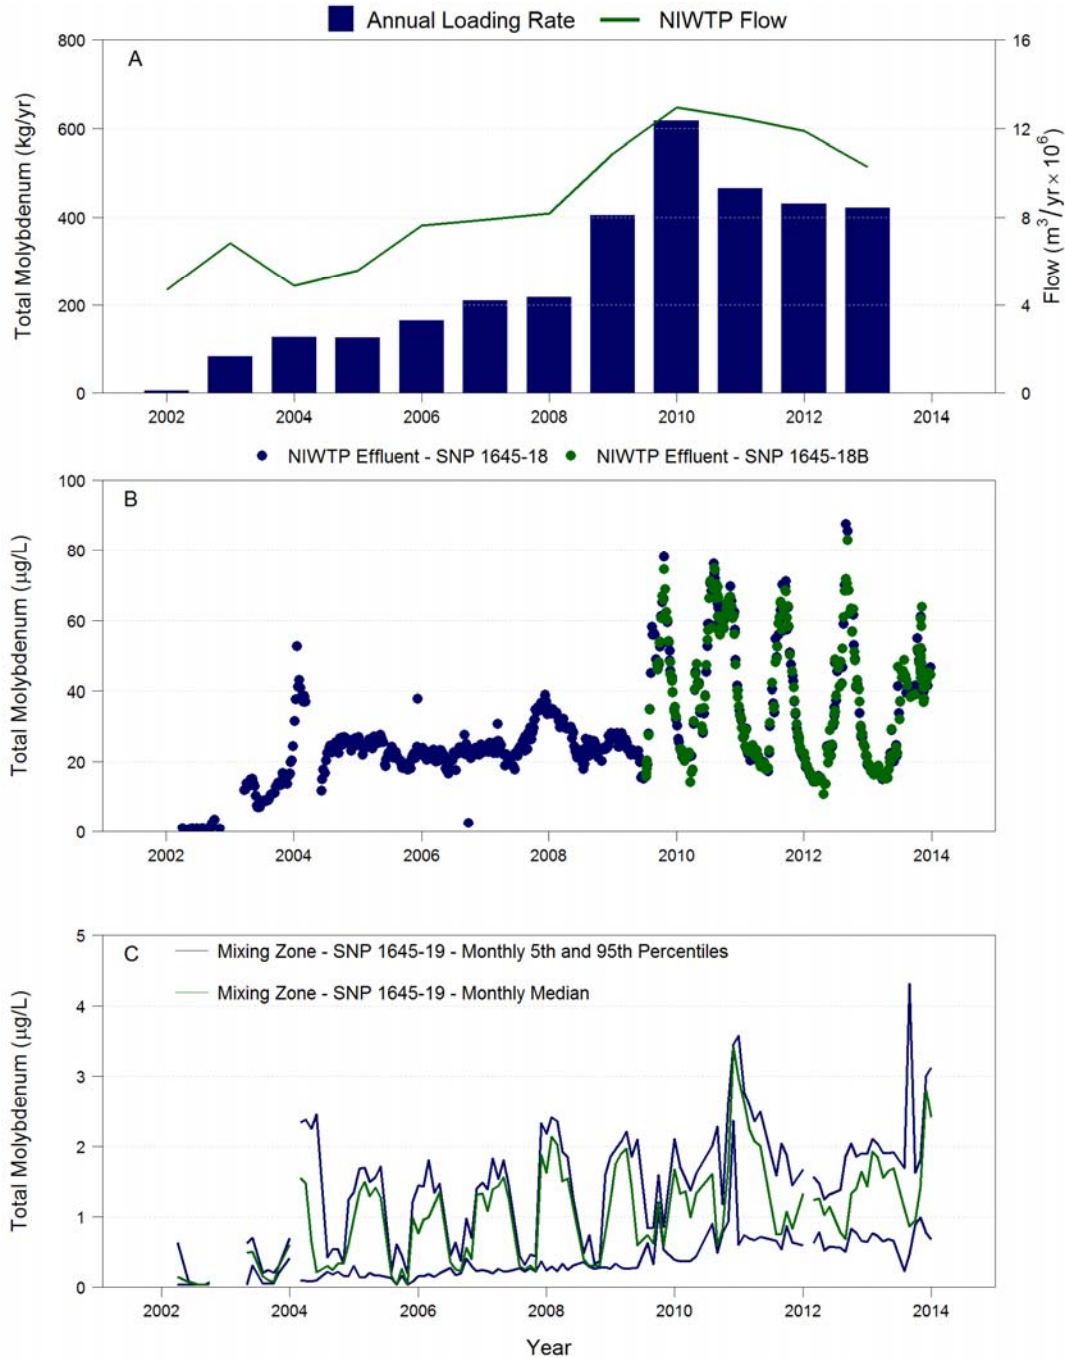 Annual Loading Rate NIWTP Flow
A
Total Molybdenum (kg/yr)
800
600
400
200
0
16
12
8
4
0
Flow (m³/yr × 10⁶)
2002 2004 2006 2008 2010 2012 2014
NIWTP Effluent - SNP 1645-18 NIWTP Effluent - SNP 1645-18B
B
Total Molybdenum (µg/L)
100
80
60
40
20
0
2002 2004 2006 2008 2010 2012 2014
C
Mixing Zone - SNP 1645-19 - Monthly 5th and 95th Percentiles
Mixing Zone - SNP 1645-19 - Monthly Median
Total Molybdenum (µg/L)
5
4
3
2
1
0
2002 2004 2006 2008 2010 2012 2014
Year